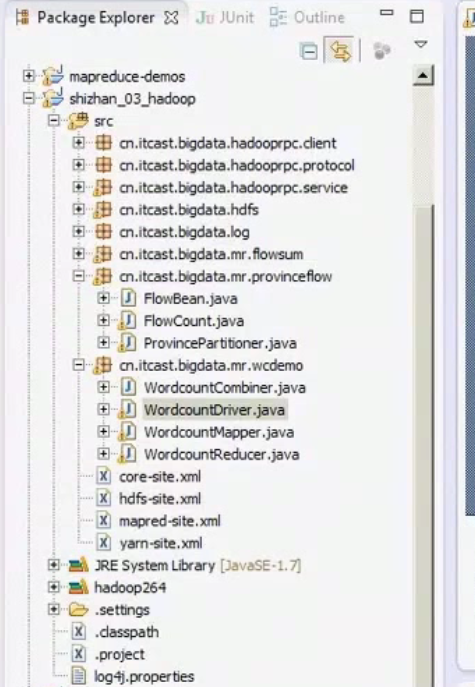 Package Explorer JUnit Outline
mapreduce-demos
shizhan_03_hadoop
src
cn.itcast.bigdata.hadooprpc.client
cn.itcast.bigdata.hadooprpc.protocol
cn.itcast.bigdata.hadooprpc.service
cn.itcast.bigdata.hdfs
cn.itcast.bigdata.log
cn.itcast.bigdata.mr.flowsum
cn.itcast.bigdata.mr.provinceflow
FlowBean.java
FlowCount.java
ProvincePartitioner.java
cn.itcast.bigdata.mr.wcdemo
WordcountCombiner.java
WordcountDriver.java
WordcountMapper.java
WordcountReducer.java
core-site.xml
hdfs-site.xml
mapred-site.xml
yarn-site.xml
JRE System Library [JavaSE-1.7]
hadoop264
.settings
.classpath
.project
log4j.properties